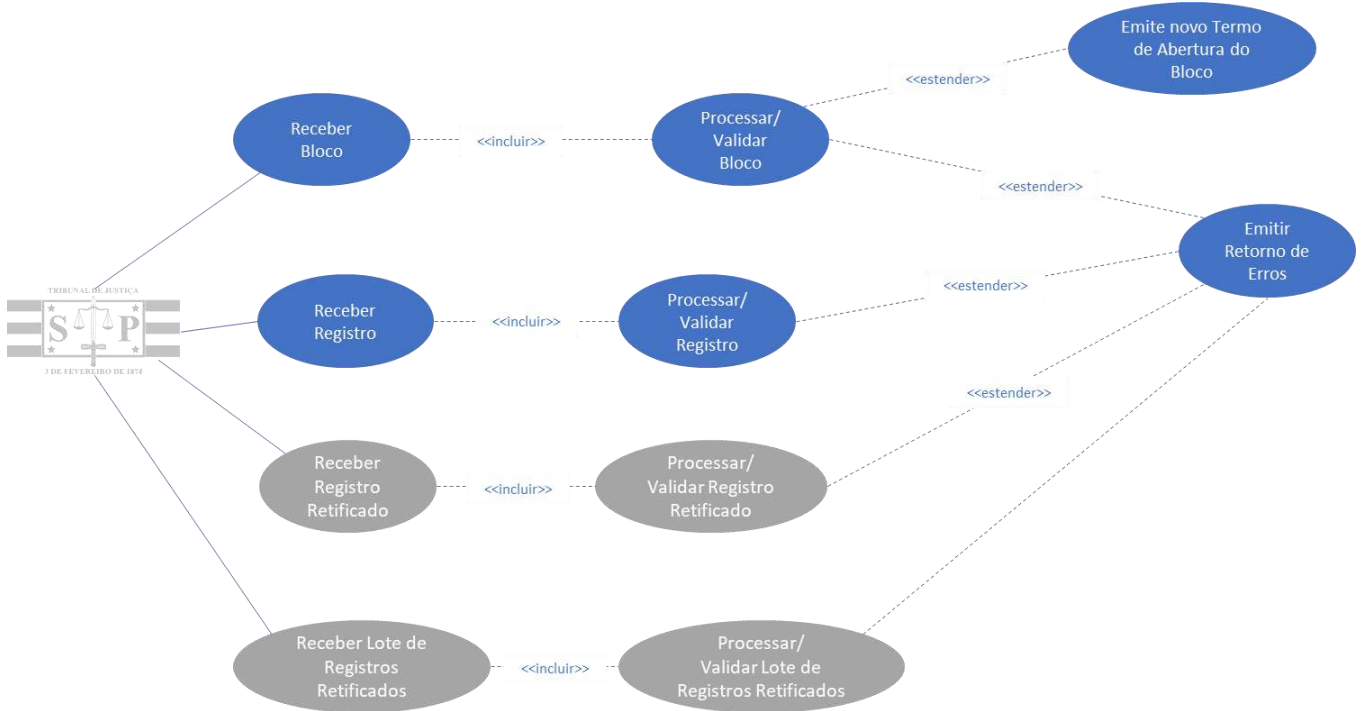 Emite novo Termo
de Abertura do
Bloco
<<estender>>
Receber
Bloco
<<incluir>>
Processar/
Validar
Bloco
<<estender>>
Emitir
Retorno de
Erros
TRIBUNAL DE JUSTIÇA
S P
3 DE FEVEREIRO DE 1874
Receber
Registro
<<incluir>>
Processar/
Validar
Registro
<<estender>>
<<estender>>
Receber
Registro
Retificado
<<incluir>>
Processar/
Validar Registro
Retificado
Receber Lote de
Registros
Retificados
<<incluir>>
Processar/
Validar Lote de
Registros Retificados